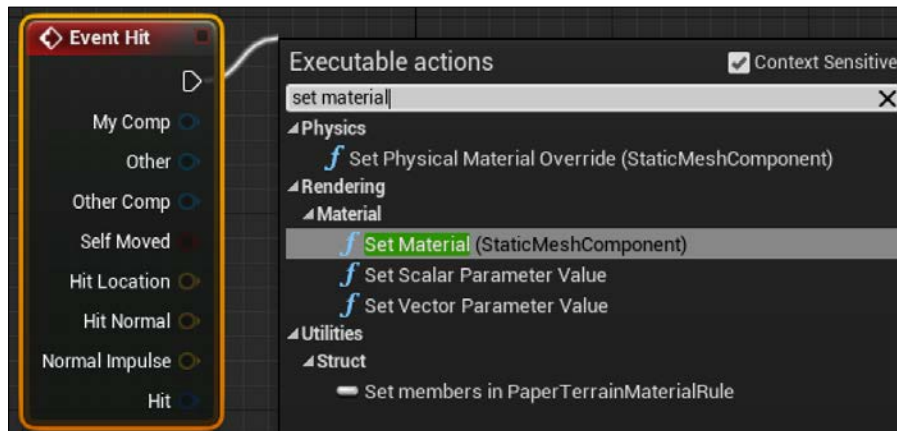 Event Hit
My Comp
Other
Other Comp
Self Moved
Hit Location
Hit Normal
Normal Impulse
Hit
Executable actions
Context Sensitive
set material
Physics
f Set Physical Material Override (StaticMeshComponent)
Rendering
Material
f Set Material (StaticMeshComponent)
f Set Scalar Parameter Value
f Set Vector Parameter Value
Utilities
Struct
Set members in PaperTerrainMaterialRule